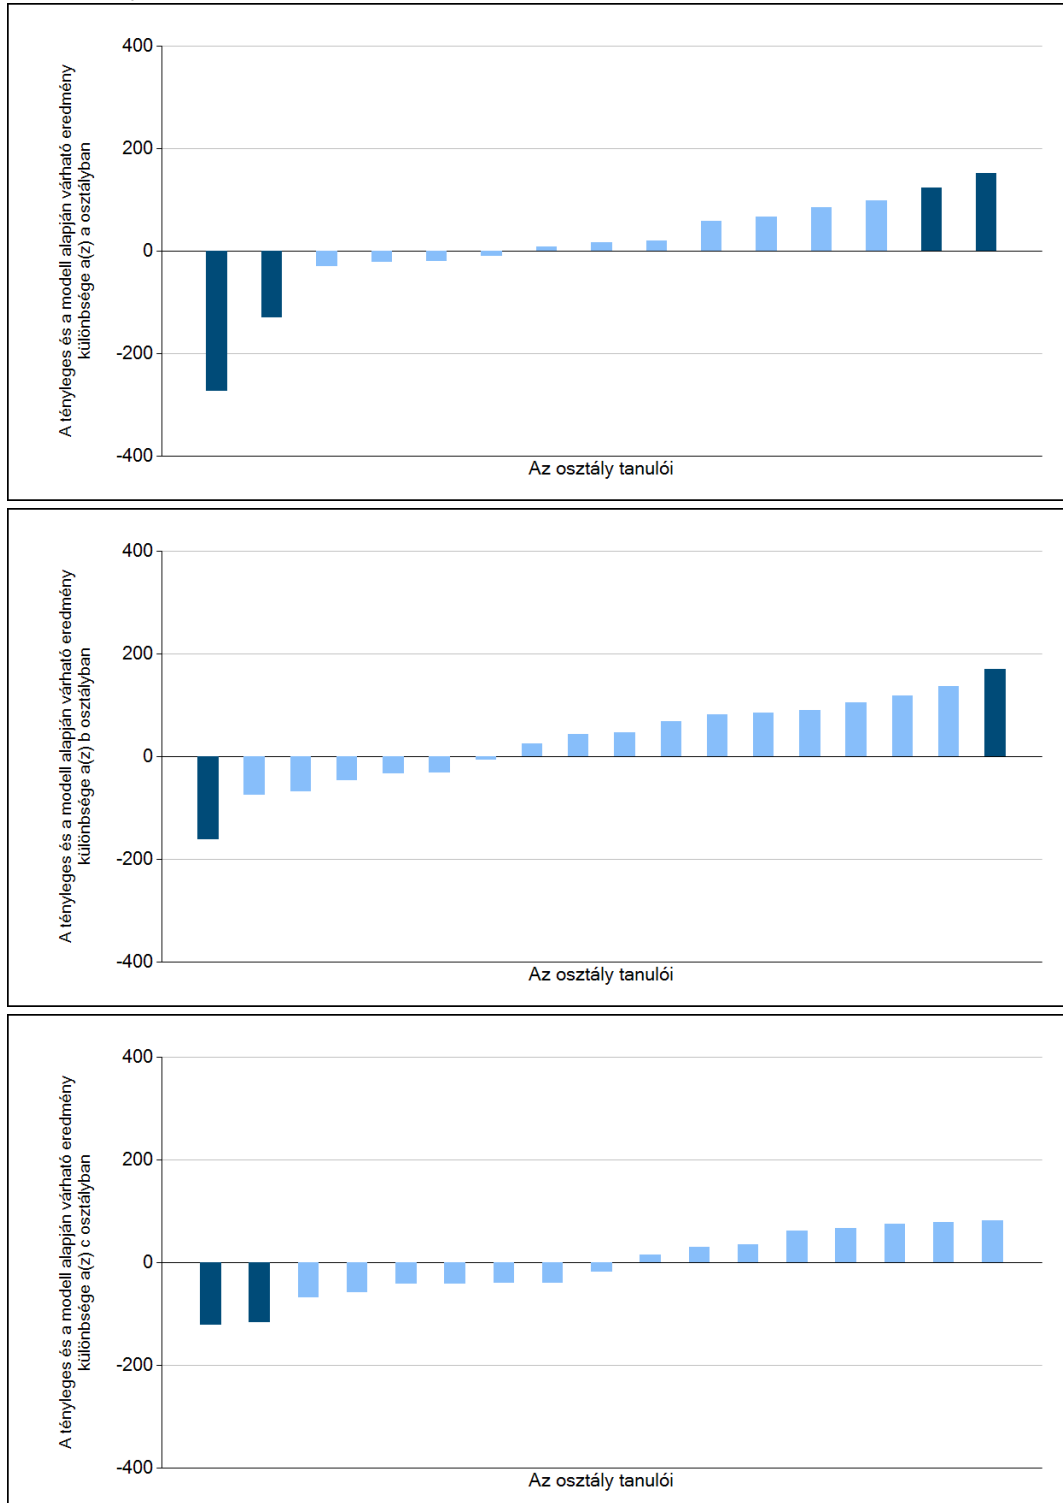 A tényleges és a modell alapján várható eredmény
különbsége a(z) a osztályban
400
200
0
-200
-400
Az osztály tanulói
A tényleges és a modell alapján várható eredmény
különbsége a(z) b osztályban
400
200
0
-200
-400
Az osztály tanulói
A tényleges és a modell alapján várható eredmény
különbsége a(z) c osztályban
400
200
0
-200
-400
Az osztály tanulói